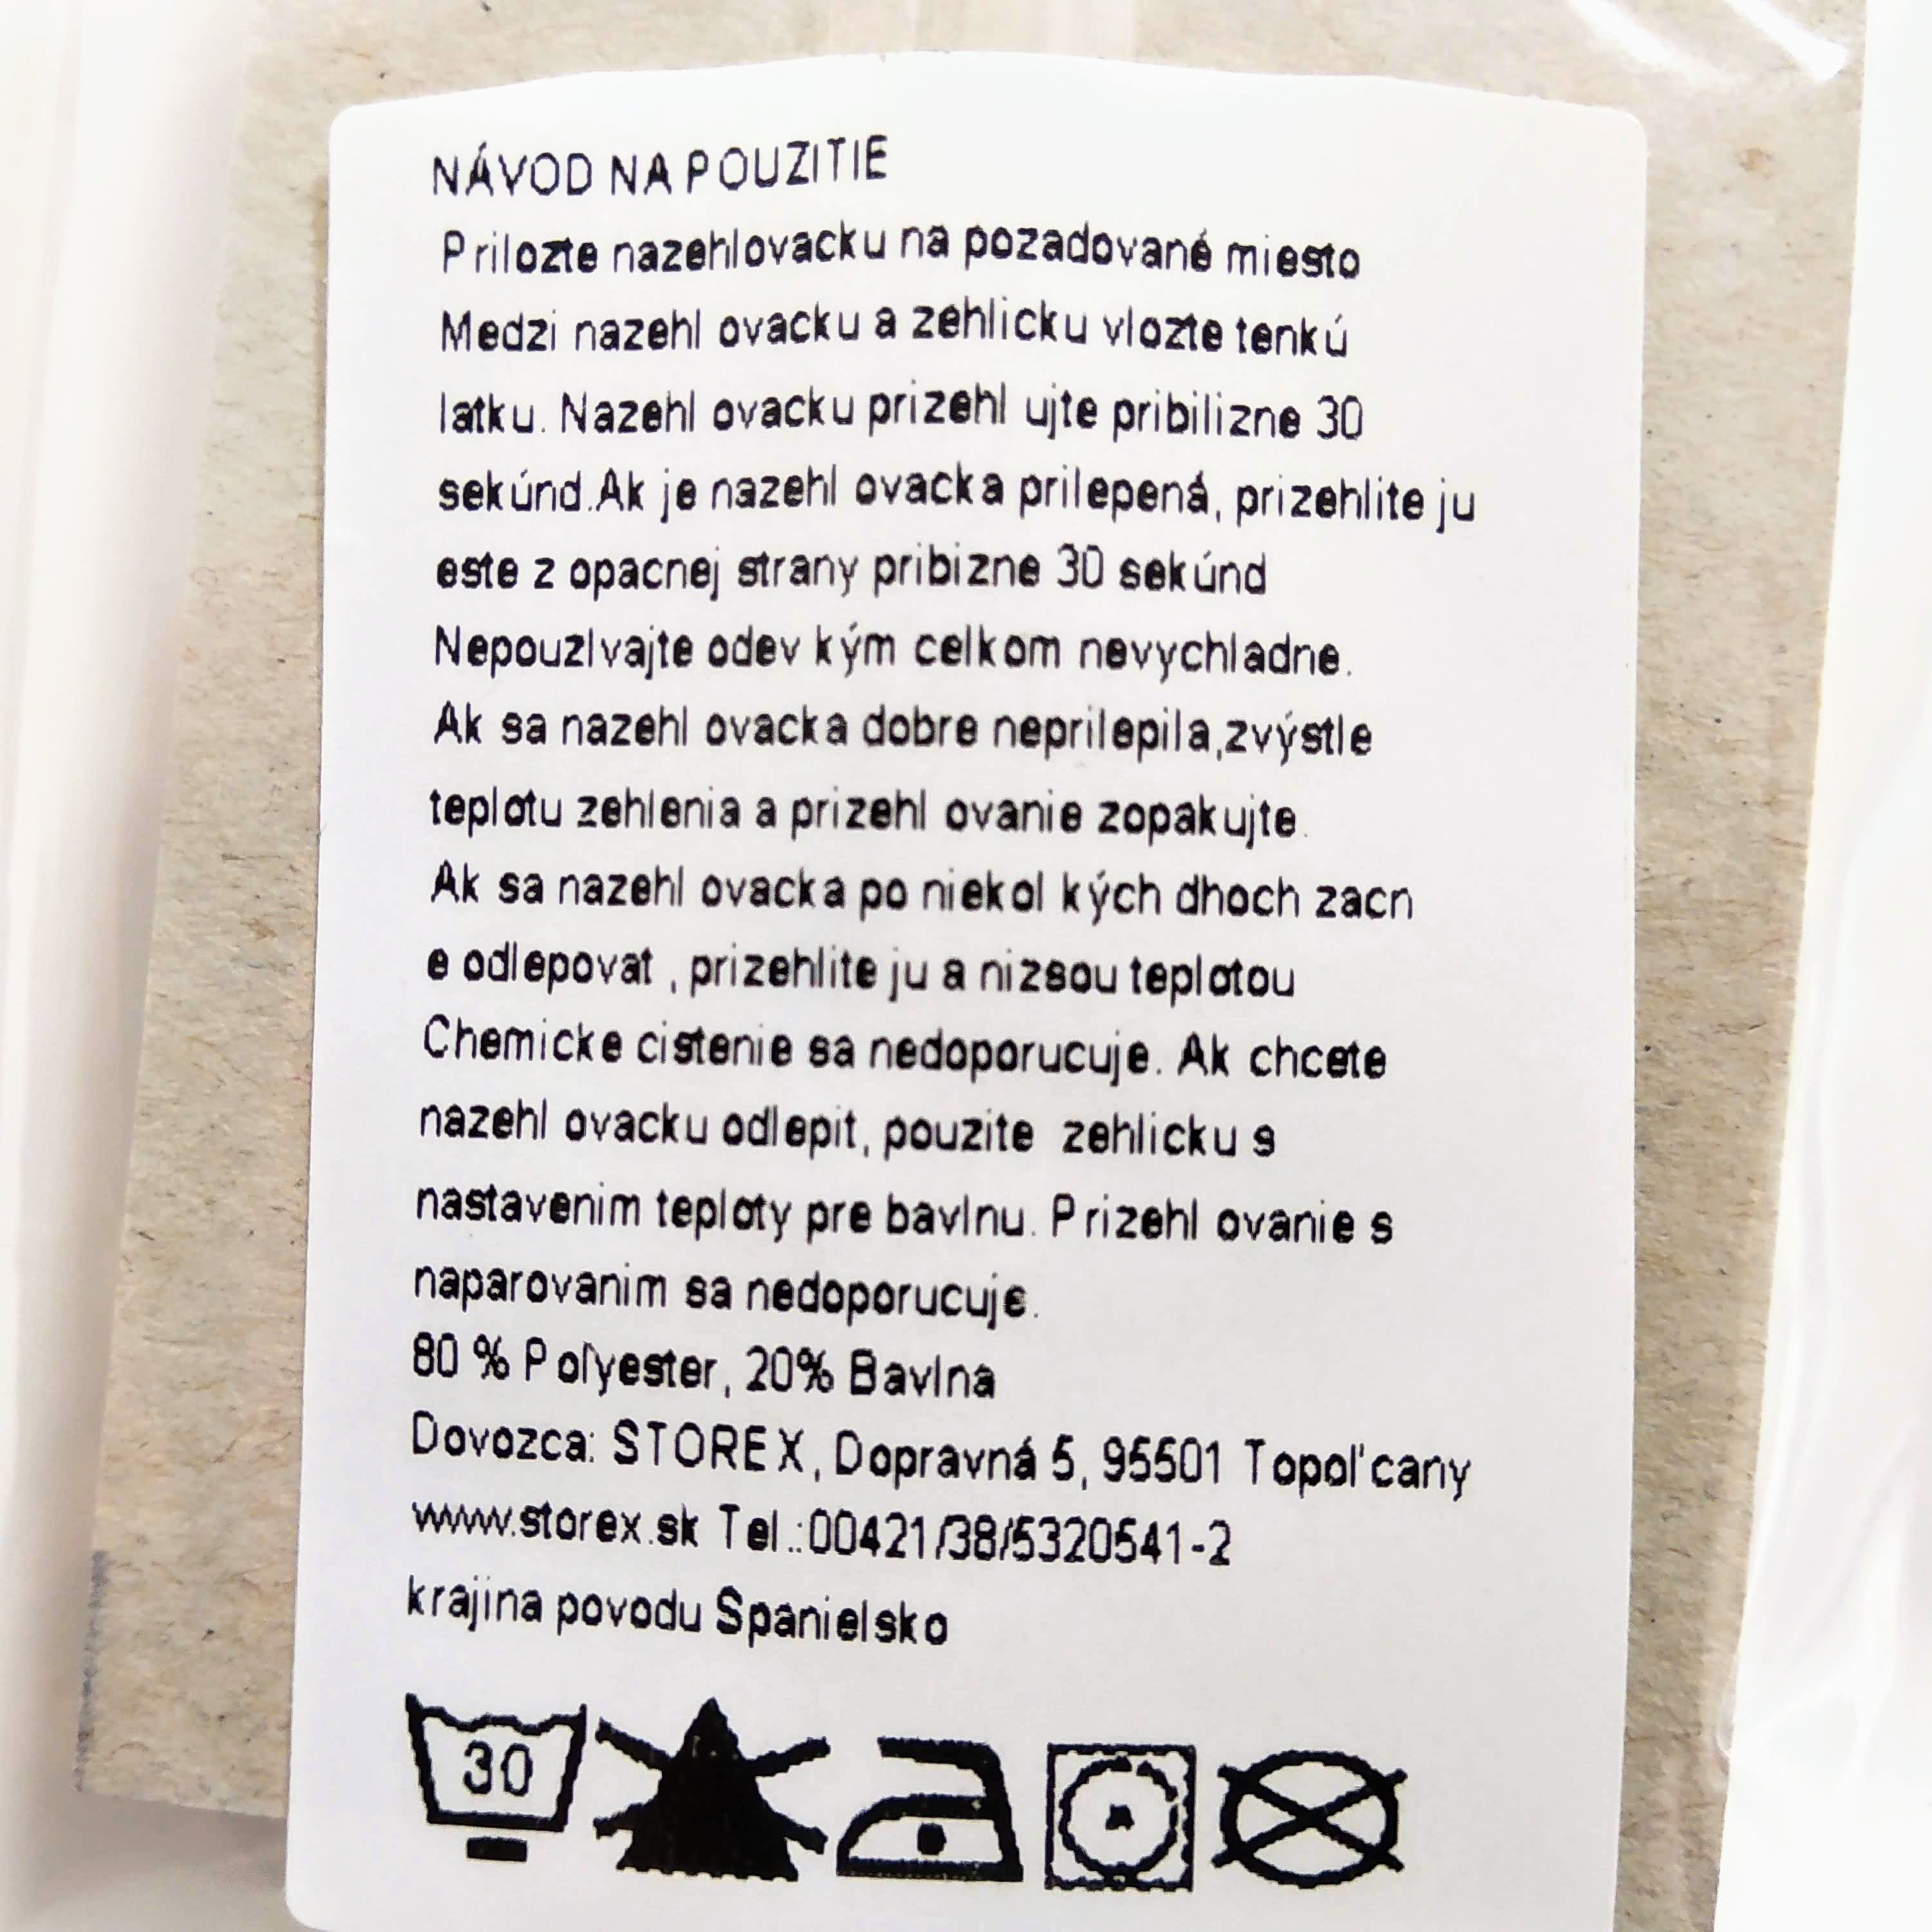 NÁVOD NA POUZITIE
Prilozte nazehlovacku na pozadované miesto
Medzi nazehl ovacku a zehlicku vlozte tenkú
latku. Nazehl ovacku prizehl ujte pribilizne 30
sekúnd.Ak je nazehl ovacka prilepená, prizehlite ju
este z opacnej strany pribizne 30 sekúnd
Nepouzlvajte odev kým celkom nevychladne.
Ak sa nazehl ovacka dobre neprilepila,zvýstle
teplotu zehlenia a prizehl ovanie zopakujte.
Ak sa nazehl ovacka po niekol kých dhoch zacn
e odlepovat , prizehlite ju a nizsou teplotou
Chemicke cistenie sa nedoporucuje. Ak chcete
nazehl ovacku odlepit, pouzite zehlicku s
nastavenim teploty pre bavlnu. Prizehl ovanie s
naparovanim sa nedoporucuje.
80 % Polyester, 20% Bavlna
Dovozca: STOREX, Dopravná 5, 95501 Topol'cany
www.storex.sk Tel.:00421/38/5320541-2
krajina povodu Spanielsko
30